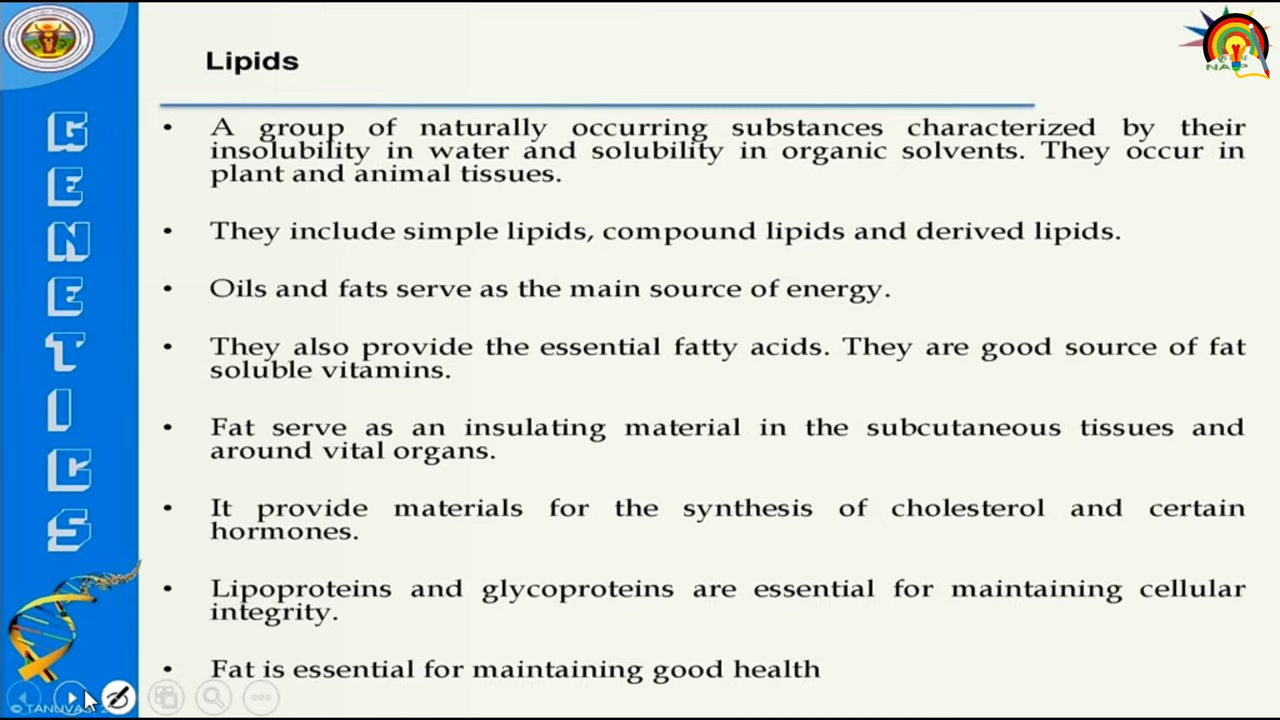 Lipids
GENETICS
• A group of naturally occurring substances characterized by their
insolubility in water and solubility in organic solvents. They occur in
plant and animal tissues.
• They include simple lipids, compound lipids and derived lipids.
• Oils and fats serve as the main source of energy.
• They also provide the essential fatty acids. They are good source of fat
soluble vitamins.
• Fat serve as an insulating material in the subcutaneous tissues and
around vital organs.
• It provide materials for the synthesis of cholesterol and certain
hormones.
• Lipoproteins and glycoproteins are essential for maintaining cellular
integrity.
• Fat is essential for maintaining good health